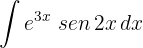 ∫ e^{3x} sen 2x dx